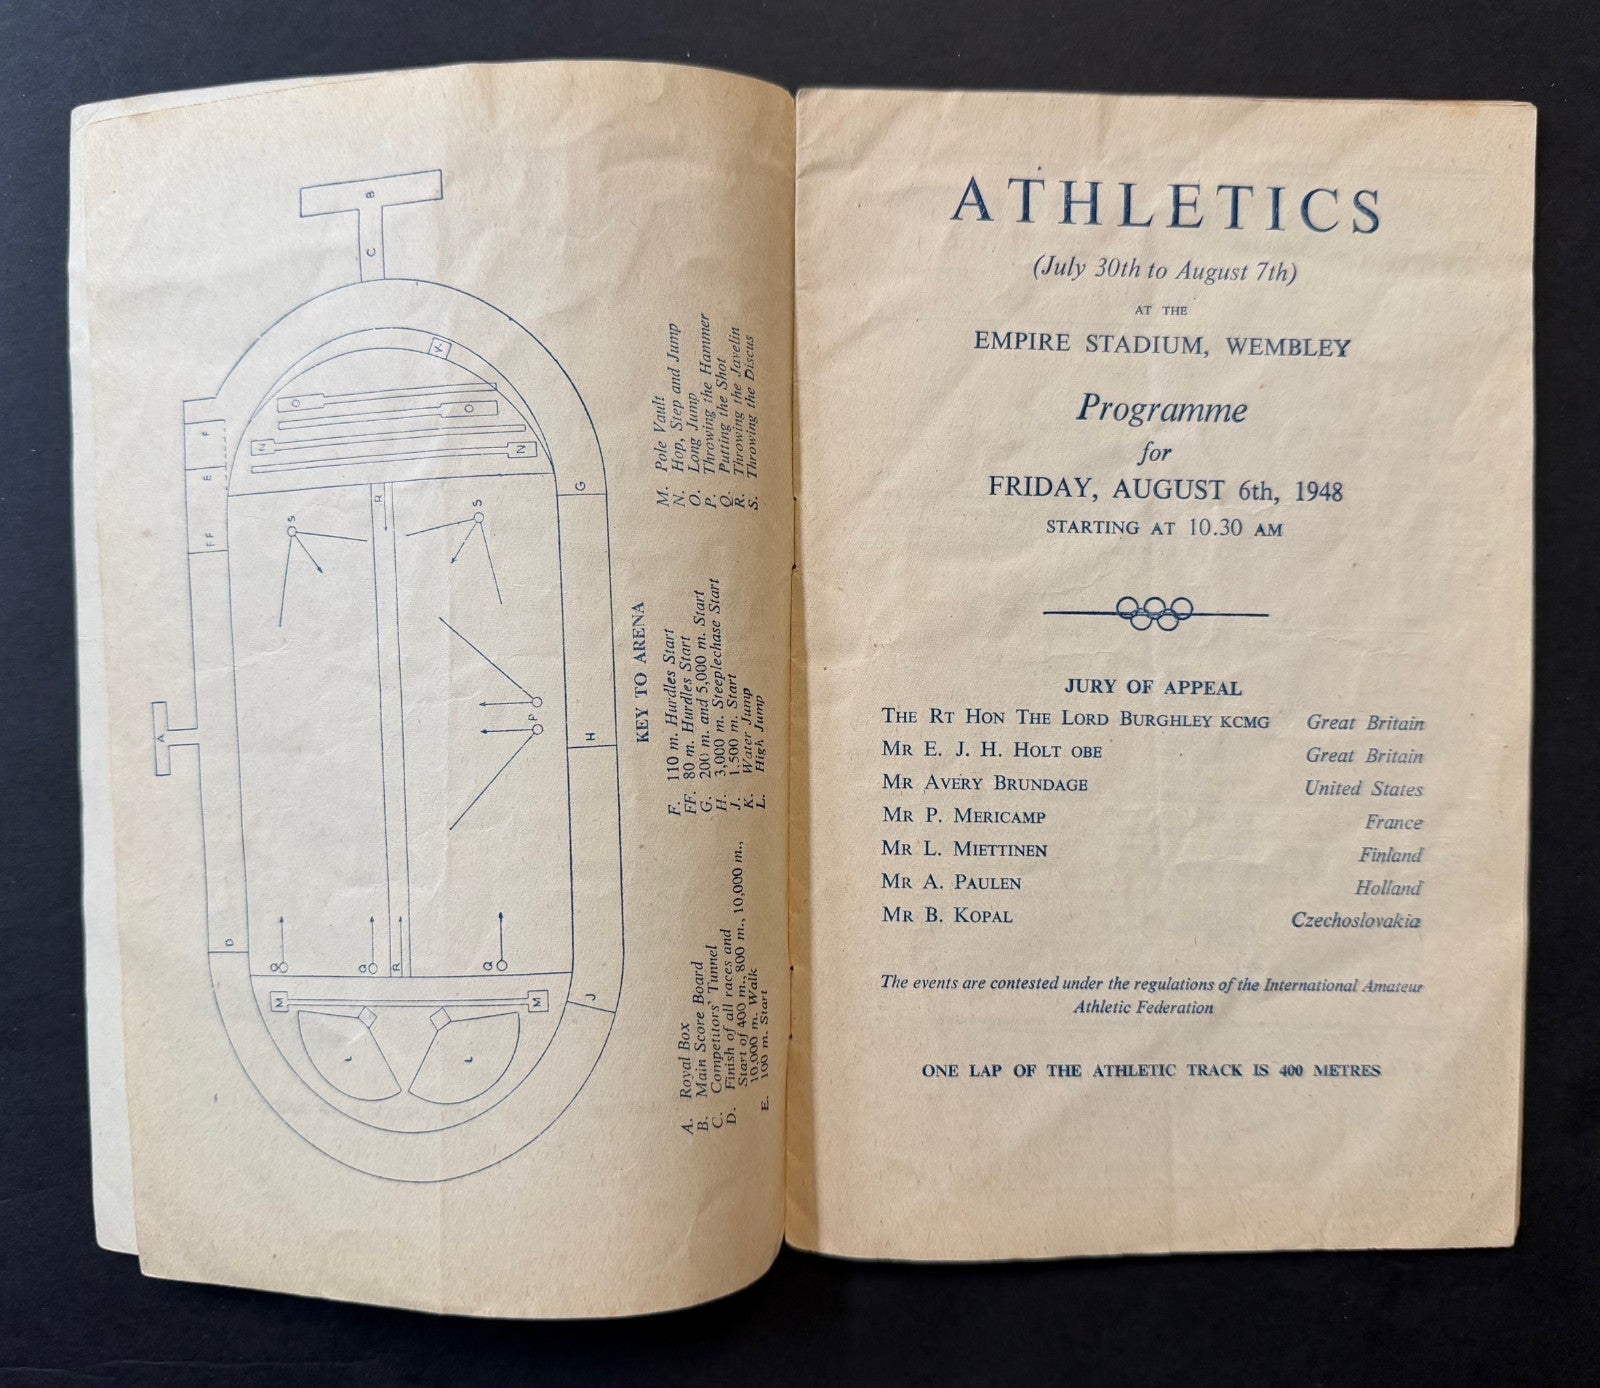 A
B
C
D
E
F
FF
G
H
J
K
L
L
M
M
N
N
O
O
P
Q
Q
Q
R
R
S
S
KEY TO ARENA
A. Royal Box
B. Main Score Board
C. Competitors' Tunnel
D. Finish of all races and
Start of 400 m., 800 m., 10,000 m.,
10,000 m. Walk
E. 100 m. Start
F. 110 m. Hurdles Start
FF. 80 m. Hurdles Start
G. 200 m. and 5,000 m. Start
H. 3,000 m. Steeplechase Start
J. 1,500 m. Start
K. Water Jump
L. High Jump
M. Pole Vault
N. Hop, Step and Jump
O. Long Jump
P. Throwing the Hammer
Q. Putting the Shot
R. Throwing the Javelin
S. Throwing the Discus
ATHLETICS
(July 30th to August 7th)
AT THE
EMPIRE STADIUM, WEMBLEY
Programme
for
FRIDAY, AUGUST 6th, 1948
STARTING AT 10.30 AM
JURY OF APPEAL
THE RT HON THE LORD BURGHLEY KCMG Great Britain
MR E. J. H. HOLT OBE Great Britain
MR AVERY BRUNDAGE United States
MR P. MERICAMP France
MR L. MIETTINEN Finland
MR A. PAULEN Holland
MR B. KOPAL Czechoslovakia
The events are contested under the regulations of the International Amateur
Athletic Federation
ONE LAP OF THE ATHLETIC TRACK IS 400 METRES